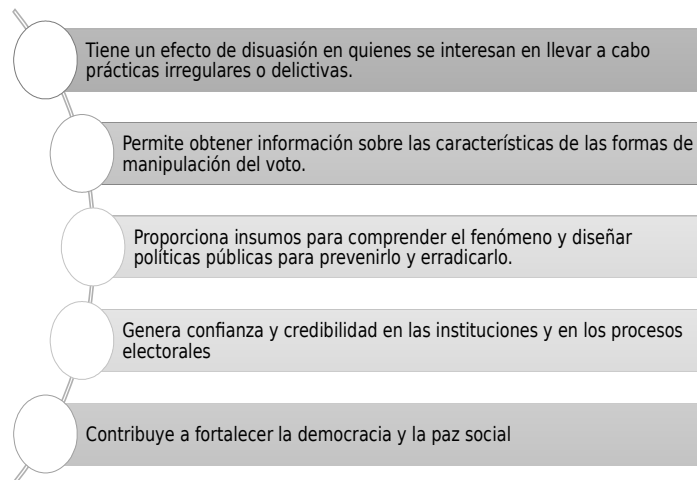 Tiene un efecto de disuasión en quienes se interesan en llevar a cabo
prácticas irregulares o delictivas.
Permite obtener información sobre las características de las formas de
manipulación del voto.
Proporciona insumos para comprender el fenómeno y diseñar
políticas públicas para prevenirlo y erradicarlo.
Genera confianza y credibilidad en las instituciones y en los procesos
electorales
Contribuye a fortalecer la democracia y la paz social